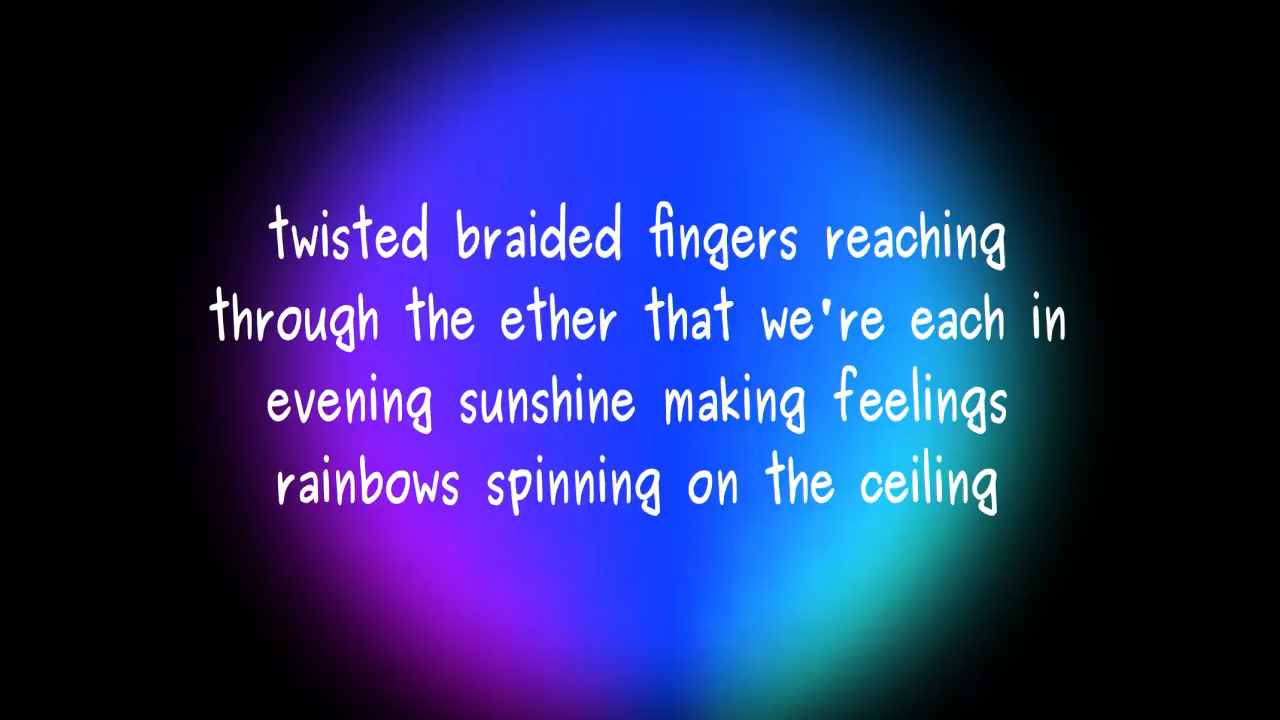 twisted braided fingers reaching
through the ether that we're each in
evening sunshine making feelings
rainbows spinning on the ceiling